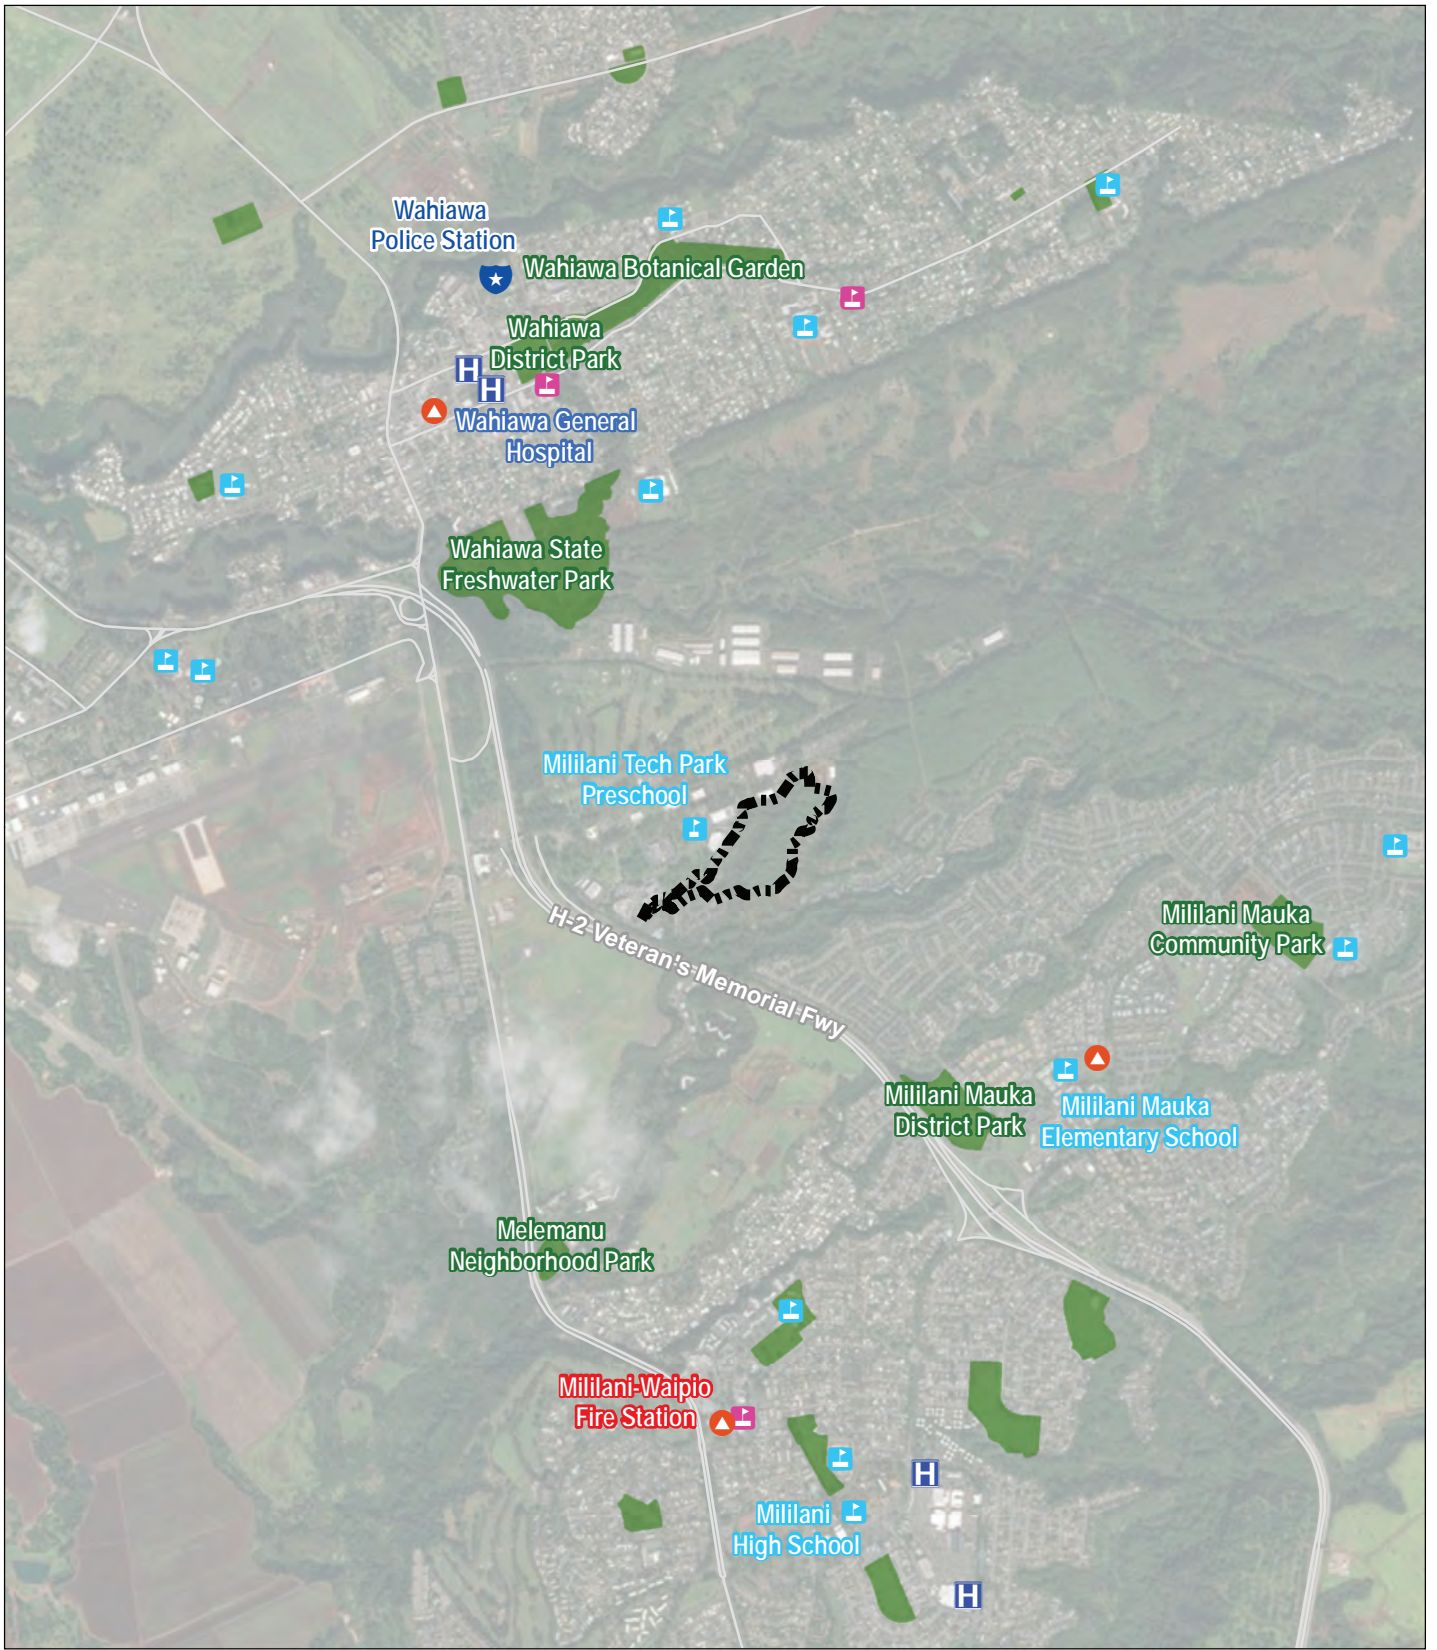 Wahiawa
Police Station
Wahiawa Botanical Garden
Wahiawa
District Park
H
H
Wahiawa General
Hospital
Wahiawa State
Freshwater Park
Mililani Tech Park
Preschool
H-2 Veteran's Memorial Fwy
Mililani Mauka
Community Park
Mililani Mauka
District Park
Mililani Mauka
Elementary School
Melemanu
Neighborhood Park
Mililani-Waipio
Fire Station
H
Mililani
High School
H